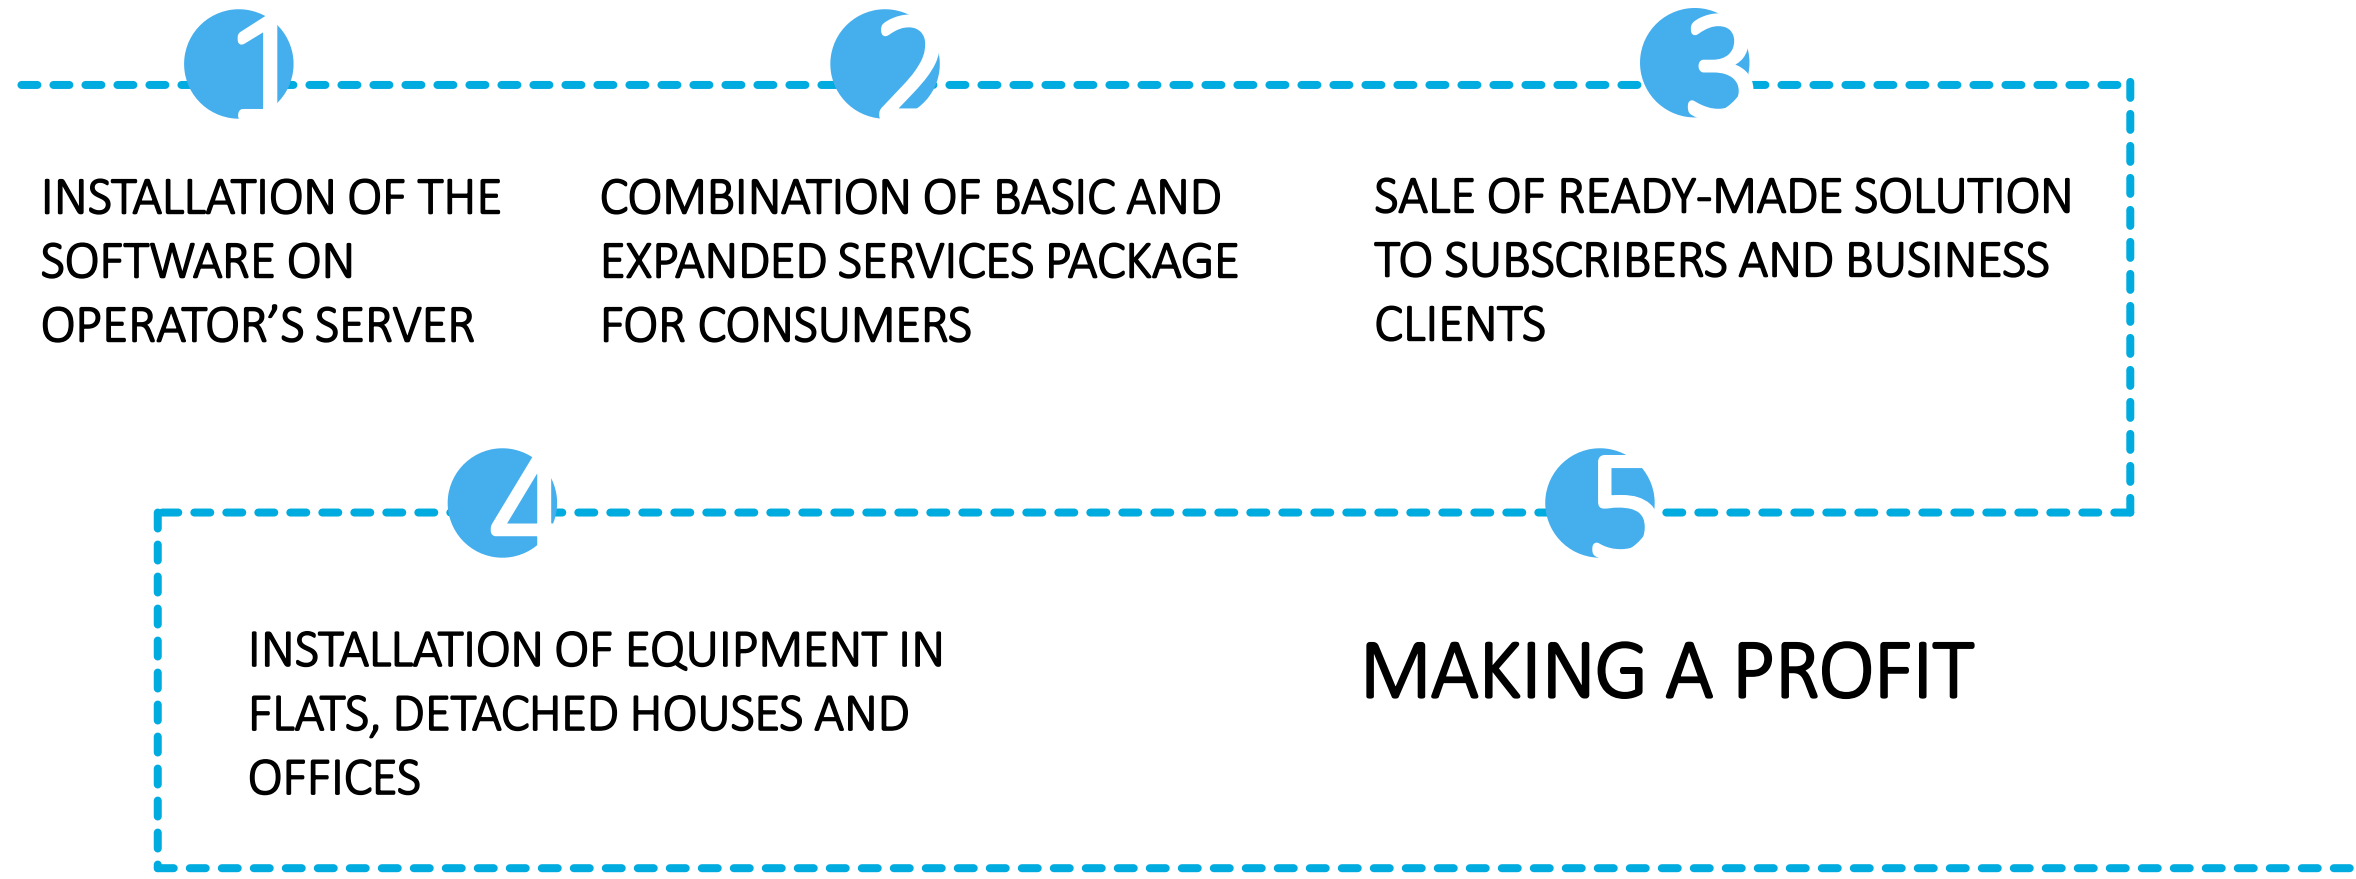 1
INSTALLATION OF THE
SOFTWARE ON
OPERATOR’S SERVER
2
COMBINATION OF BASIC AND
EXPANDED SERVICES PACKAGE
FOR CONSUMERS
3
SALE OF READY-MADE SOLUTION
TO SUBSCRIBERS AND BUSINESS
CLIENTS
4
INSTALLATION OF EQUIPMENT IN
FLATS, DETACHED HOUSES AND
OFFICES
5
MAKING A PROFIT